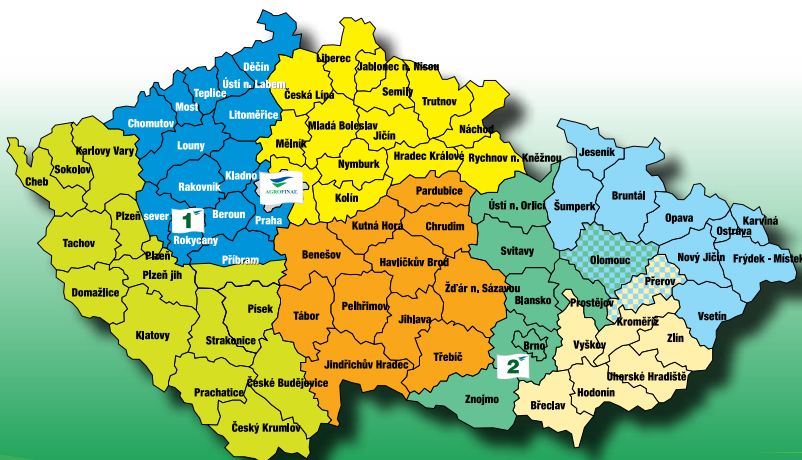 Děčín
Liberec
Jablonec n. Nisou
Ústí n. Labem
Teplice
Česká Lípa
Semily
Trutnov
Most
Chomutov
Litoměřice
Mladá Boleslav
Jičín
Náchod
Louny
Mělník
Karlovy Vary
Sokolov
Cheb
Kladno
Nymburk
Hradec Králové
Rychnov n. Kněžnou
Jeseník
Rakovník
AGROFINAL
Kolín
Pardubice
Šumperk
Bruntál
Plzeň
sever
1
Beroun
Praha
Ústí n. Orlicí
Opava
Karviná
Ostrava
Kutná Hora
Chrudim
Tachov
Rokycany
Plzeň
Příbram
Benešov
Havlíčkův Brod
Svitavy
Olomouc
Nový Jičín
Frýdek - Místek
Plzeň jih
Přerov
Domažlice
Písek
Žďár n. Sázavou
Blansko
Prostějov
Vsetín
Tábor
Pelhřimov
Jihlava
Kroměříž
Klatovy
Strakonice
Zlín
Brno
Vyškov
Třebíč
Jindřichův Hradec
2
České Budějovice
Uherské Hradiště
Prachatice
Hodonín
Znojmo
Břeclav
Český Krumlov